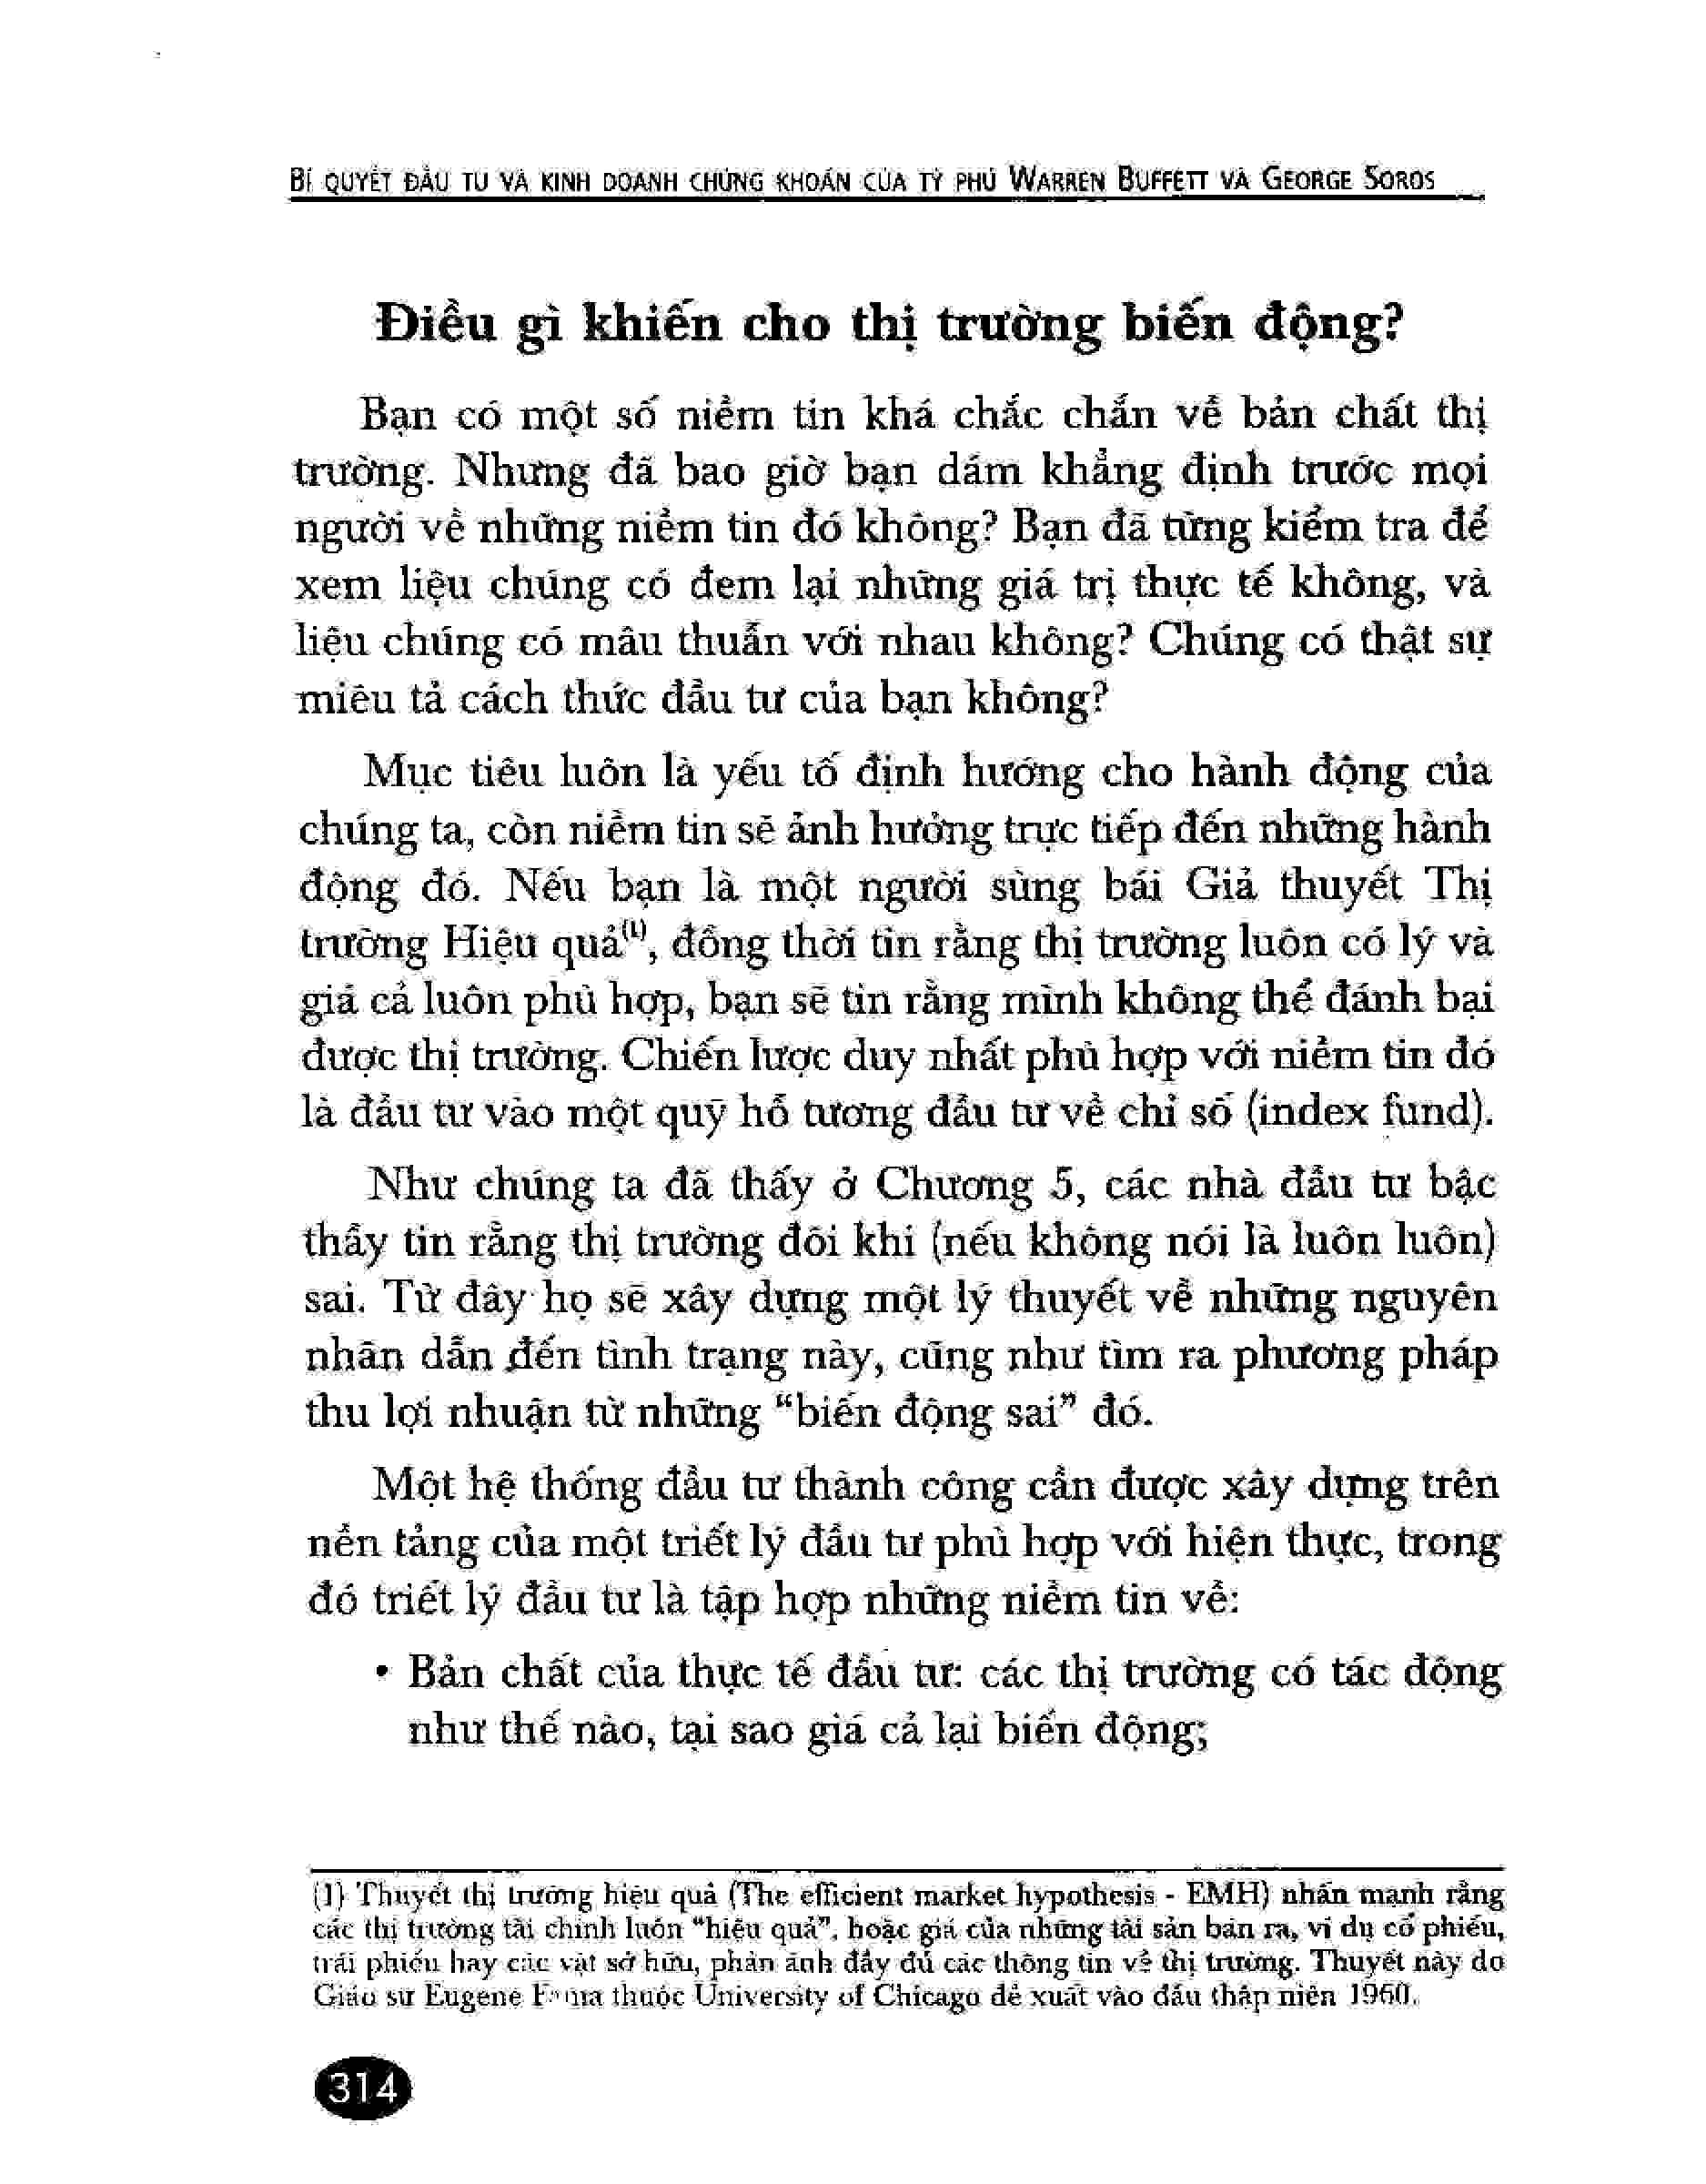 BÍ QUYẾT ĐẦU TƯ VÀ KINH DOANH CHỨNG KHOÁN CỦA TỶ PHÚ WARREN BUFFETT VÀ GEORGE SOROS
Điều gì khiến cho thị trường biến động?
Bạn có một số niềm tin khá chắc chắn về bản chất thị
trường. Nhưng đã bao giờ bạn dám khẳng định trước mọi
người về những niềm tin đó không? Bạn đã từng kiểm tra để
xem liệu chúng có đem lại những giá trị thực tế không, và
liệu chúng có mâu thuẫn với nhau không? Chúng có thật sự
miêu tả cách thức đầu tư của bạn không?
Mục tiêu luôn là yếu tố định hướng cho hành động của
chúng ta, còn niềm tin sẽ ảnh hưởng trực tiếp đến những hành
động đó. Nếu bạn là một người sùng bái Giả thuyết Thị
trường Hiệu quả(1), đồng thời tin rằng thị trường luôn có lý và
giá cả luôn phù hợp, bạn sẽ tin rằng mình không thể đánh bại
được thị trường. Chiến lược duy nhất phù hợp với niềm tin đó
là đầu tư vào một quỹ hỗ tương đầu tư về chỉ số (index fund).
Như chúng ta đã thấy ở Chương 5, các nhà đầu tư bậc
thầy tin rằng thị trường đôi khi (nếu không nói là luôn luôn)
sai. Từ đây họ sẽ xây dựng một lý thuyết về những nguyên
nhân dẫn đến tình trạng này, cũng như tìm ra phương pháp
thu lợi nhuận từ những “biến động sai” đó.
Một hệ thống đầu tư thành công cần được xây dựng trên
nền tảng của một triết lý đầu tư phù hợp với hiện thực, trong
đó triết lý đầu tư là tập hợp những niềm tin về:
• Bản chất của thực tế đầu tư: các thị trường có tác động
như thế nào, tại sao giá cả lại biến động;
(1) Thuyết thị trường hiệu quả (The efficient market hypothesis - EMH) nhấn mạnh rằng
các thị trường tài chính luôn “hiệu quả”, hoặc giá của những tài sản bán ra, ví dụ cổ phiếu,
trái phiếu hay các vật sở hữu, phản ánh đầy đủ các thông tin về thị trường. Thuyết này do
Giáo sư Eugene Fama thuộc University of Chicago đề xuất vào đầu thập niên 1960.
314